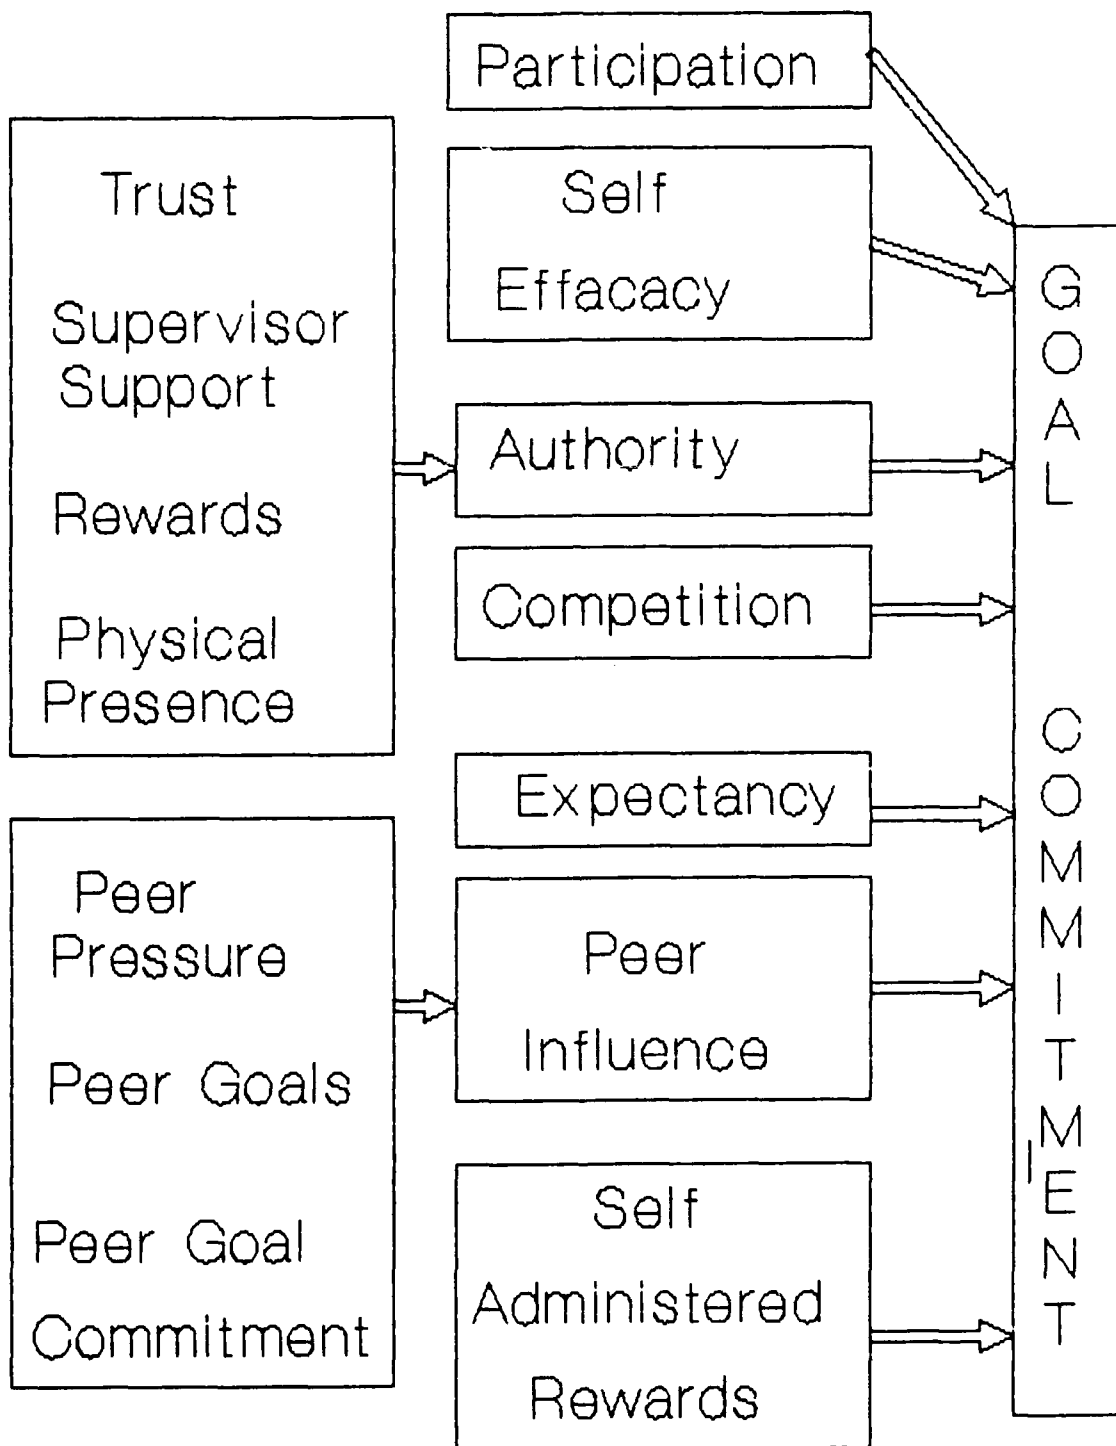 Participation
Trust
Supervisor
Support
Rewards
Physical
Presence
Self
Effacacy
Authority
Competition
Expectancy
Peer
Pressure
Peer Goals
Peer Goal
Commitment
Peer
Influence
Self
Administered
Rewards
GOAL COMMITMENT